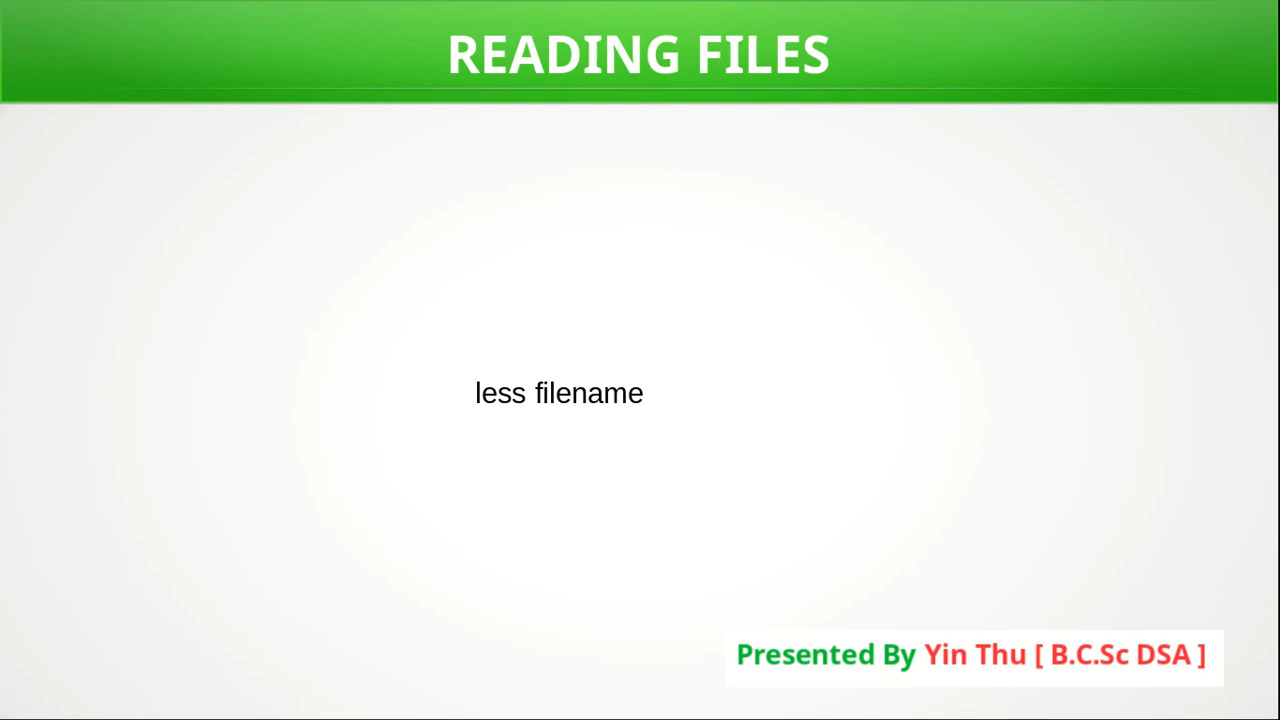 READING FILES
less filename
Presented By Yin Thu [ B.C.Sc DSA ]